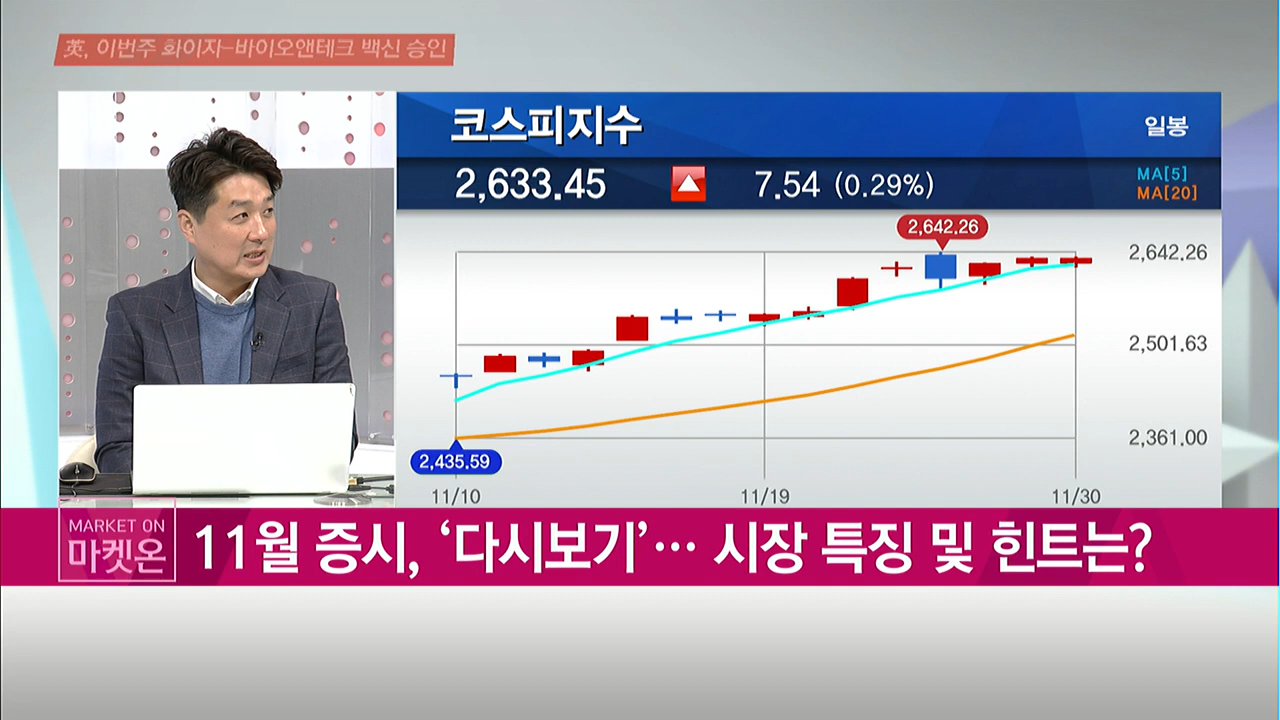 英, 이번주 화이자-바이오앤테크 백신 승인
코스피지수
일봉
2,633.45 7.54 (0.29%)
MA[5]
MA[20]
2,642.26
2,642.26
2,501.63
2,361.00
2,435.59
11/10 11/19 11/30
MARKET ON
마켓온
11월 증시, ‘다시보기’… 시장 특징 및 힌트는?